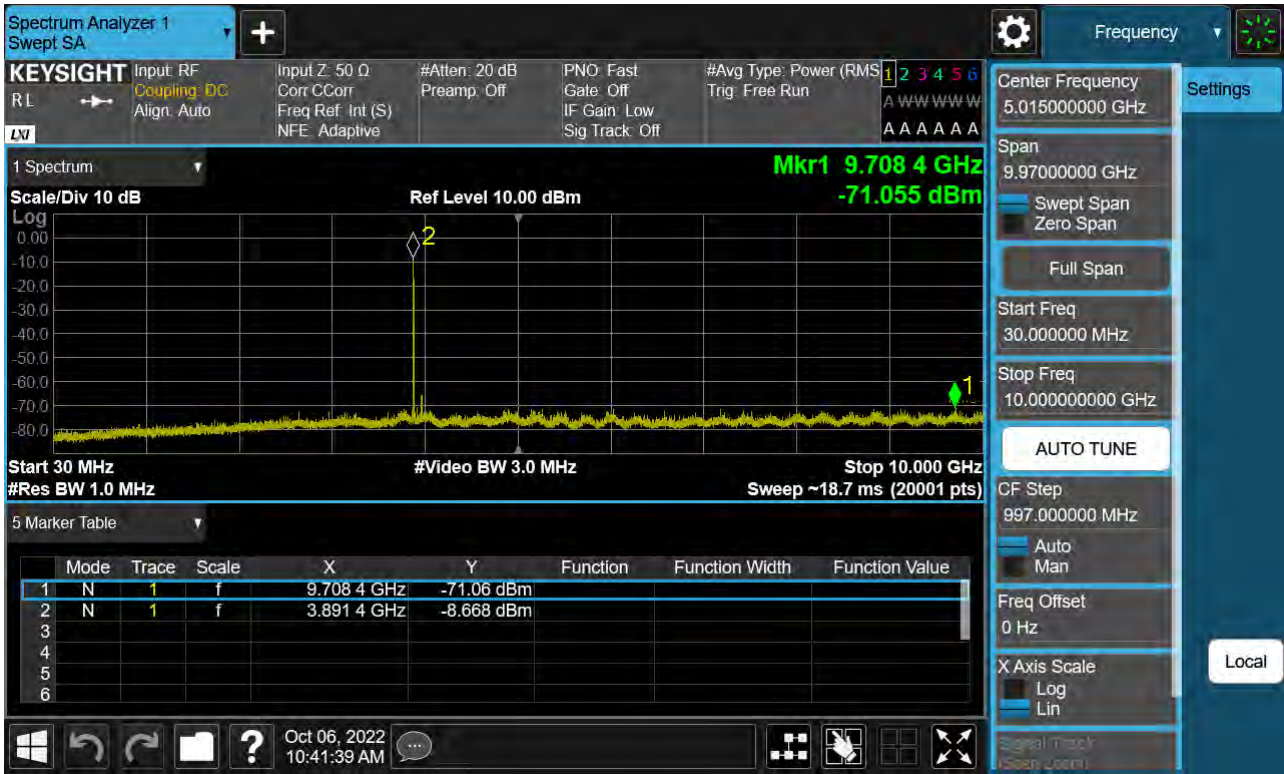 Spectrum Analyzer 1
Swept SA
+
Frequency
KEYSIGHT
RL
LXI
Input: RF
Coupling: DC
Align: Auto
Input Z: 50 Ω
Corr CCorr
Freq Ref: Int (S)
NFE: Adaptive
#Atten: 20 dB
Preamp: Off
PNO: Fast
Gate: Off
IF Gain: Low
Sig Track: Off
#Avg Type: Power (RMS
Trig: Free Run
1 2 3 4 5 6
A W W W W W
A A A A A A
1 Spectrum
Mkr1 9.708 4 GHz
-71.055 dBm
Scale/Div 10 dB
Ref Level 10.00 dBm
Log
0.00
-10.0
-20.0
-30.0
-40.0
-50.0
-60.0
-70.0
-80.0
2
1
Start 30 MHz
#Video BW 3.0 MHz
Stop 10.000 GHz
#Res BW 1.0 MHz
Sweep ~18.7 ms (20001 pts)
5 Marker Table
Mode Trace Scale X Y Function Function Width Function Value
1 N 1 f 9.708 4 GHz -71.06 dBm
2 N 1 f 3.891 4 GHz -8.668 dBm
3
4
5
6
Oct 06, 2022
10:41:39 AM
?
Center Frequency
5.015000000 GHz
Settings
Span
9.97000000 GHz
Swept Span
Zero Span
Full Span
Start Freq
30.000000 MHz
Stop Freq
10.000000000 GHz
AUTO TUNE
CF Step
997.000000 MHz
Auto
Man
Freq Offset
0 Hz
X Axis Scale
Log
Lin
Local
Signal Track
(Span Zoom)